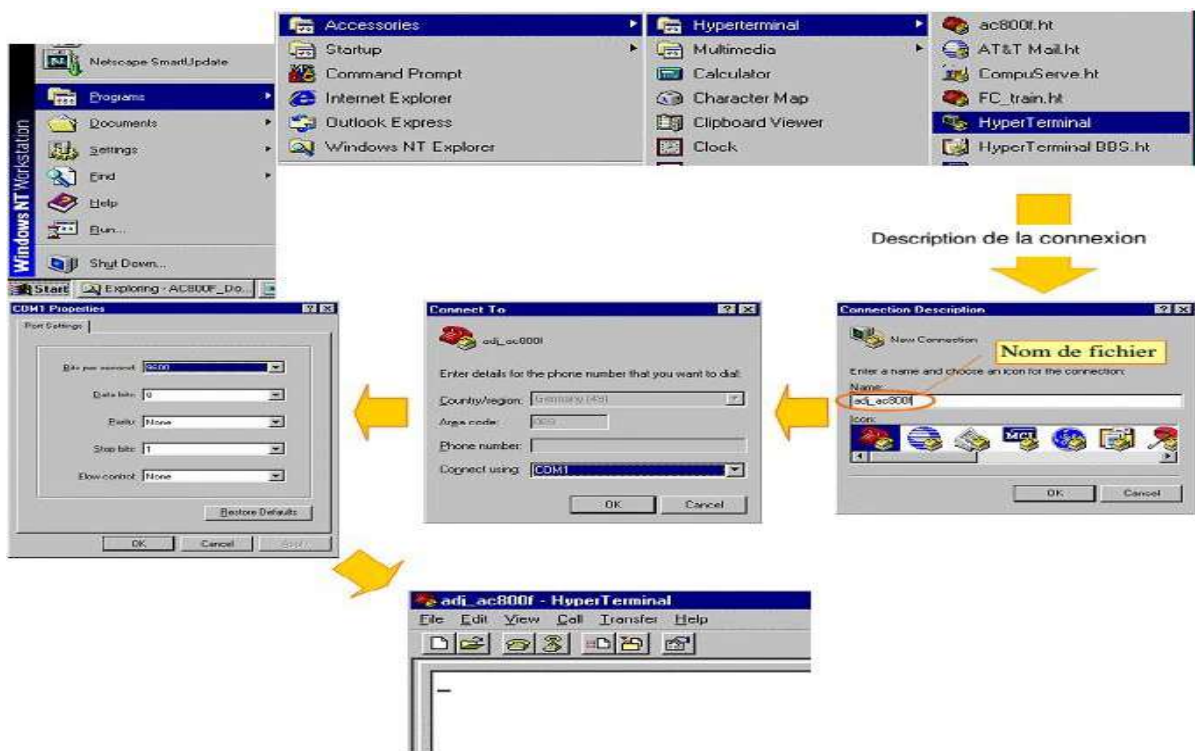 Accessories
Startup
Command Prompt
Internet Explorer
Outlook Express
Windows NT Explorer
Hyperterminal
Multimedia
Calculator
Character Map
Clipboard Viewer
Clock
ac800f.ht
AT&T Mail.ht
CompuServe.ht
FC_train.ht
HyperTerminal
HyperTerminal BBS.ht
Windows NT Workstation
Netscape SmartUpdate
Programs
Documents
Settings
Find
Help
Run...
Shut Down...
Start
Exploring - AC800F_Do...
Description de la connexion
Connection Description
New Connection
Nom de fichier
Enter a name and choose an icon for the connection:
Name:
adj_ac800f
Icon:
MCI
OK Cancel
Connect To
adj_ac800f
Enter details for the phone number that you want to dial:
Country/region: Germany (49)
Area code:
Phone number:
Connect using: COM1
OK Cancel
COM1 Properties
Port Settings
Bits per second: 9600
Data bits: 8
Parity: None
Stop bits: 1
Flow control: None
Restore Defaults
OK Cancel Apply
adj_ac800f - HyperTerminal
File Edit View Call Transfer Help